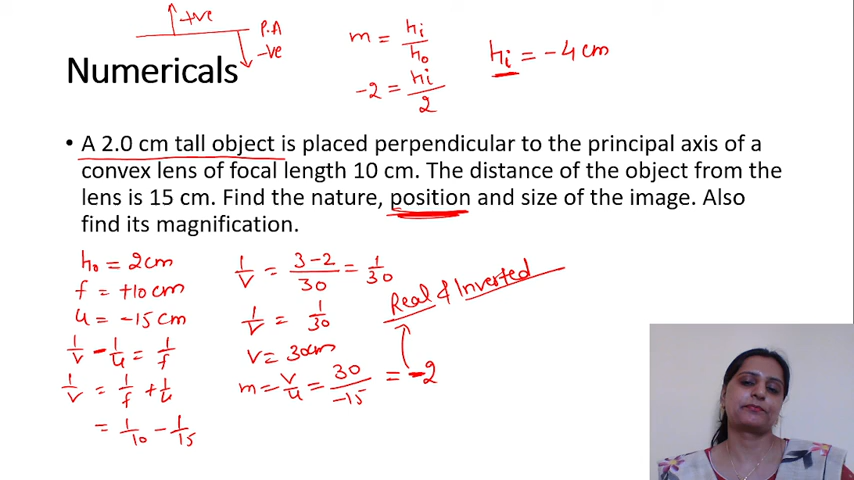 +ve
P.A
-ve
m = hi/ho
-2 = hi/2
hi = -4 cm
Numericals
• A 2.0 cm tall object is placed perpendicular to the principal axis of a
convex lens of focal length 10 cm. The distance of the object from the
lens is 15 cm. Find the nature, position and size of the image. Also
find its magnification.
ho = 2cm
f = +10cm
u = -15cm
1/v - 1/u = 1/f
1/v = 1/f + 1/u
= 1/10 - 1/15
1/v = 3-2/30 = 1/30
1/v = 1/30
v = 30cm
m = v/u = 30/-15 = -2
Real & Inverted